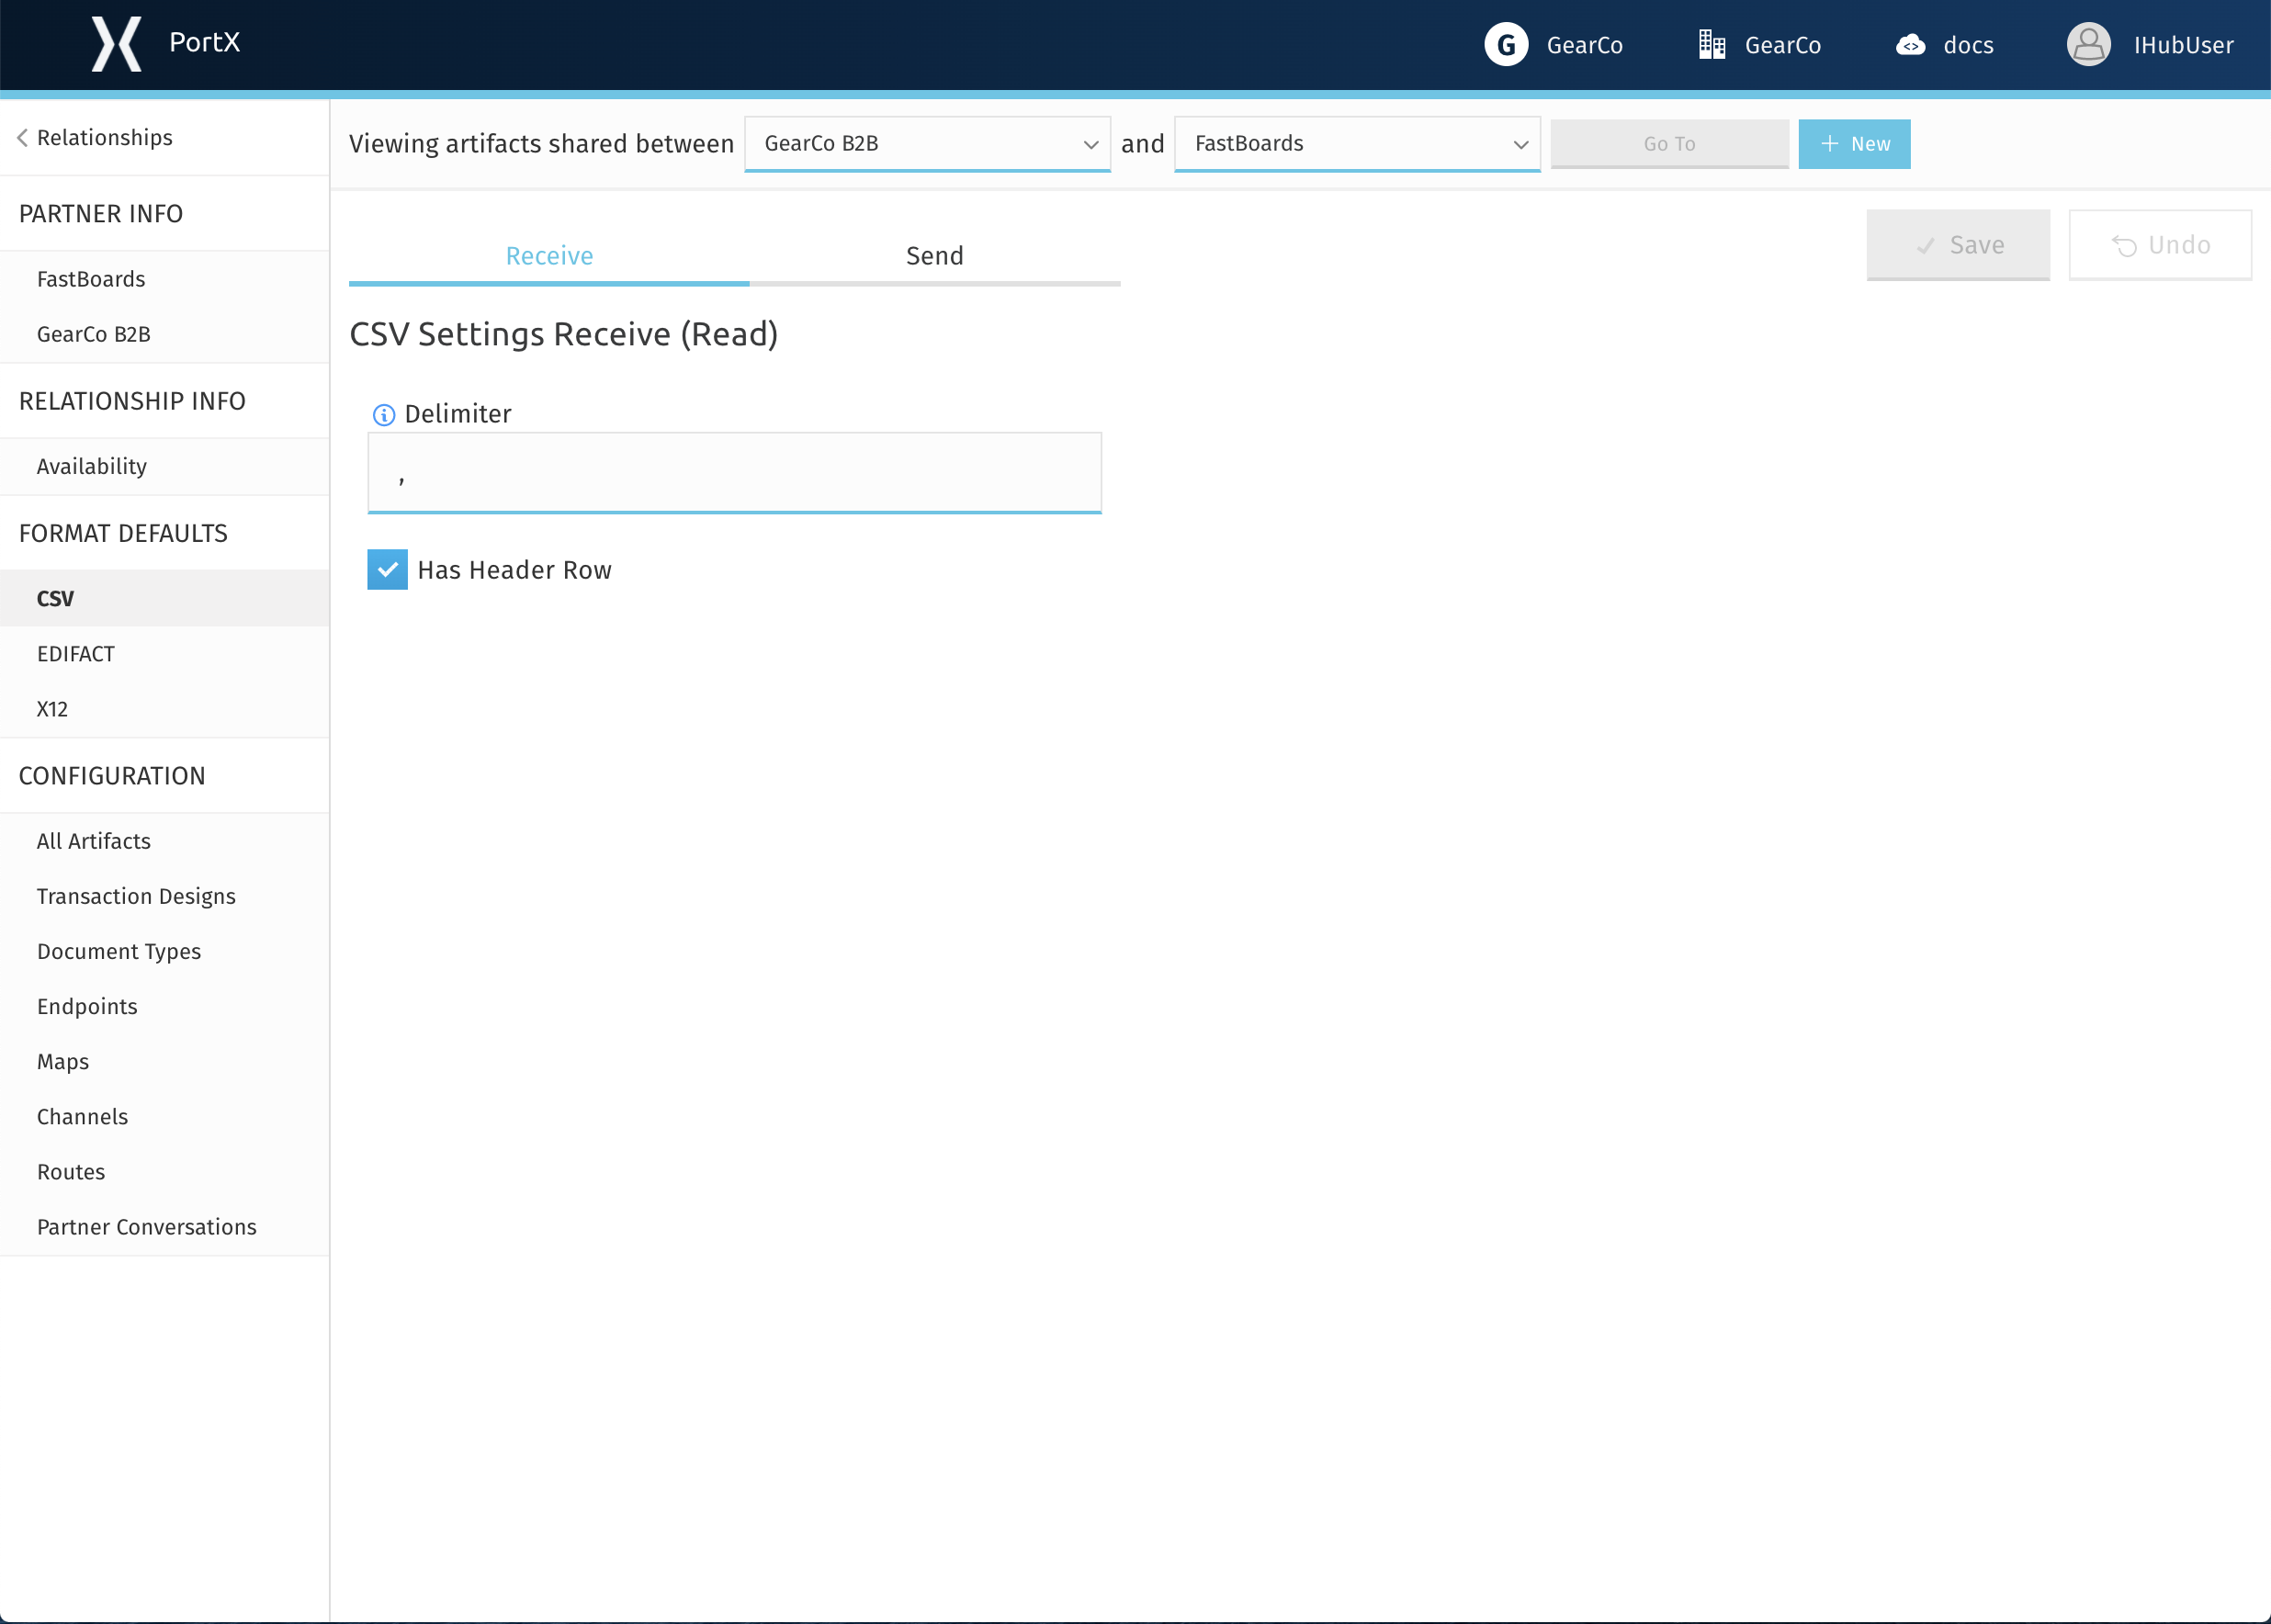 PortX
G GearCo
GearCo
docs
IHubUser
Relationships
PARTNER INFO
FastBoards
GearCo B2B
RELATIONSHIP INFO
Availability
FORMAT DEFAULTS
CSV
EDIFACT
X12
CONFIGURATION
All Artifacts
Transaction Designs
Document Types
Endpoints
Maps
Channels
Routes
Partner Conversations
Viewing artifacts shared between GearCo B2B and FastBoards Go To + New
Receive Send
Save Undo
CSV Settings Receive (Read)
Delimiter
,
Has Header Row